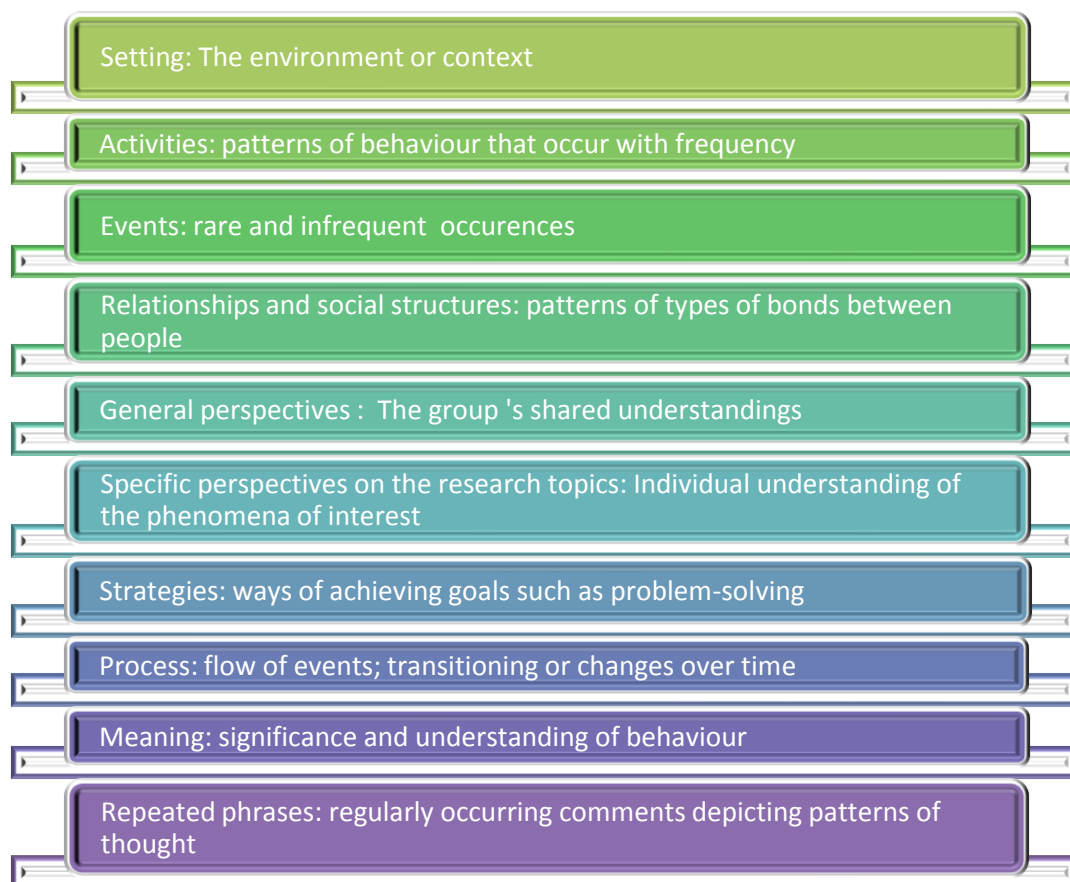 Setting: The environment or context
Activities: patterns of behaviour that occur with frequency
Events: rare and infrequent  occurences
Relationships and social structures: patterns of types of bonds between
people
General perspectives :  The group 's shared understandings
Specific perspectives on the research topics: Individual understanding of
the phenomena of interest
Strategies: ways of achieving goals such as problem-solving
Process: flow of events; transitioning or changes over time
Meaning: significance and understanding of behaviour
Repeated phrases: regularly occurring comments depicting patterns of
thought